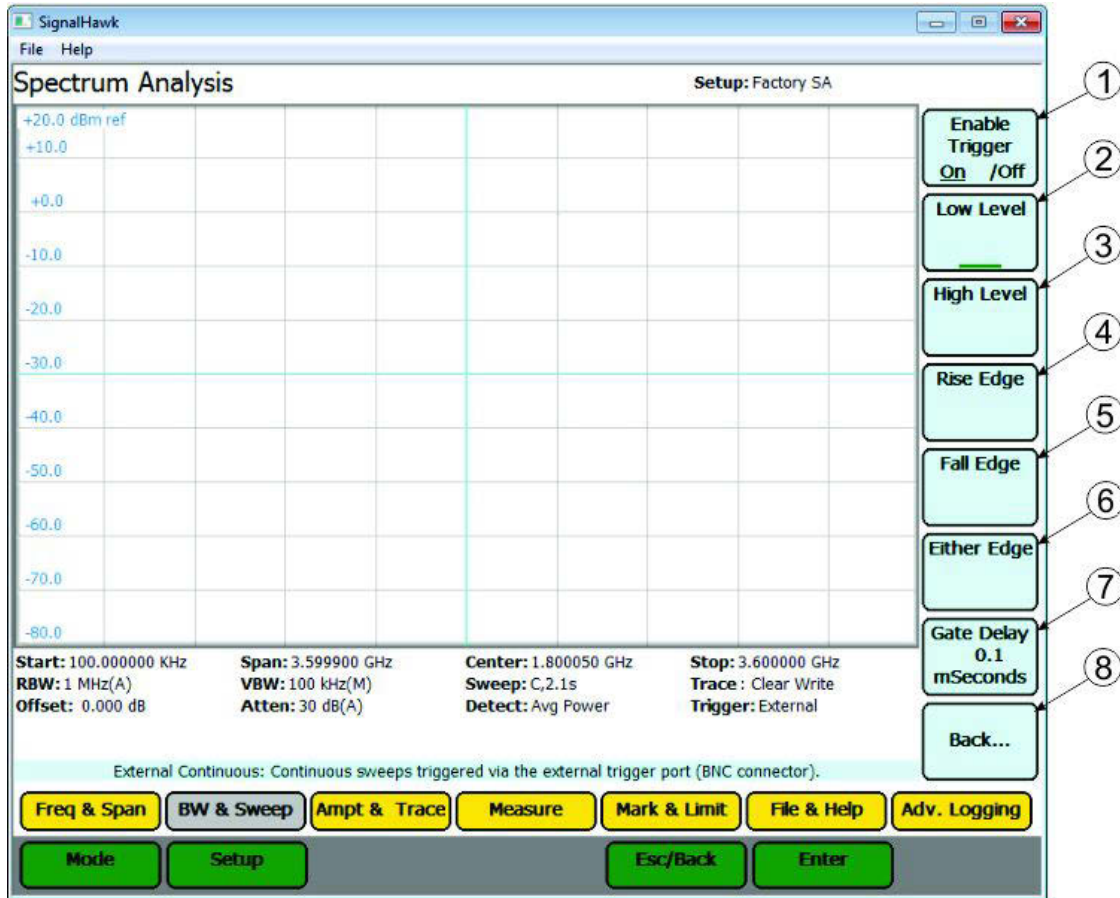 SignalHawk
File Help
Spectrum Analysis
Setup: Factory SA
+20.0 dBm ref
+10.0
+0.0
-10.0
-20.0
-30.0
-40.0
-50.0
-60.0
-70.0
-80.0
Enable
Trigger
On /Off
Low Level
High Level
Rise Edge
Fall Edge
Either Edge
Gate Delay
0.1
mSeconds
Back...
1
2
3
4
5
6
7
8
Start: 100.000000 KHz Span: 3.599900 GHz Center: 1.800050 GHz Stop: 3.600000 GHz
RBW: 1 MHz(A) VBW: 100 kHz(M) Sweep: C,2.1s Trace : Clear Write
Offset: 0.000 dB Atten: 30 dB(A) Detect: Avg Power Trigger: External
External Continuous: Continuous sweeps triggered via the external trigger port (BNC connector).
Freq & Span BW & Sweep Ampt & Trace Measure Mark & Limit File & Help Adv. Logging
Mode Setup Esc/Back Enter